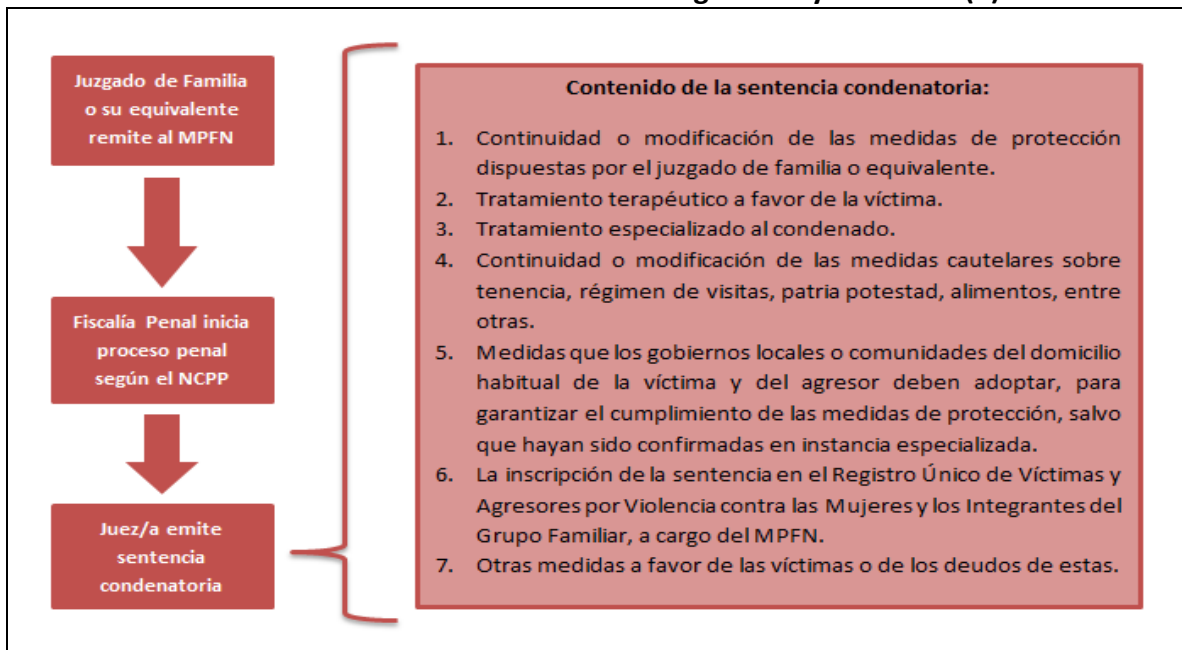 Juzgado de Familia
o su equivalente
remite al MPFN
Fiscalía Penal inicia
proceso penal
según el NCPP
Juez/a emite
sentencia
condenatoria
Contenido de la sentencia condenatoria:
1. Continuidad o modificación de las medidas de protección
dispuestas por el juzgado de familia o equivalente.
2. Tratamiento terapéutico a favor de la víctima.
3. Tratamiento especializado al condenado.
4. Continuidad o modificación de las medidas cautelares sobre
tenencia, régimen de visitas, patria potestad, alimentos, entre
otras.
5. Medidas que los gobiernos locales o comunidades del domicilio
habitual de la víctima y del agresor deben adoptar, para
garantizar el cumplimiento de las medidas de protección, salvo
que hayan sido confirmadas en instancia especializada.
6. La inscripción de la sentencia en el Registro Único de Víctimas y
Agresores por Violencia contra las Mujeres y los Integrantes del
Grupo Familiar, a cargo del MPFN.
7. Otras medidas a favor de las víctimas o de los deudos de estas.